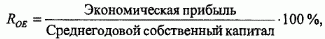 R_OE = Экономическая прибыль / Среднегодовой собственный капитал · 100 %,